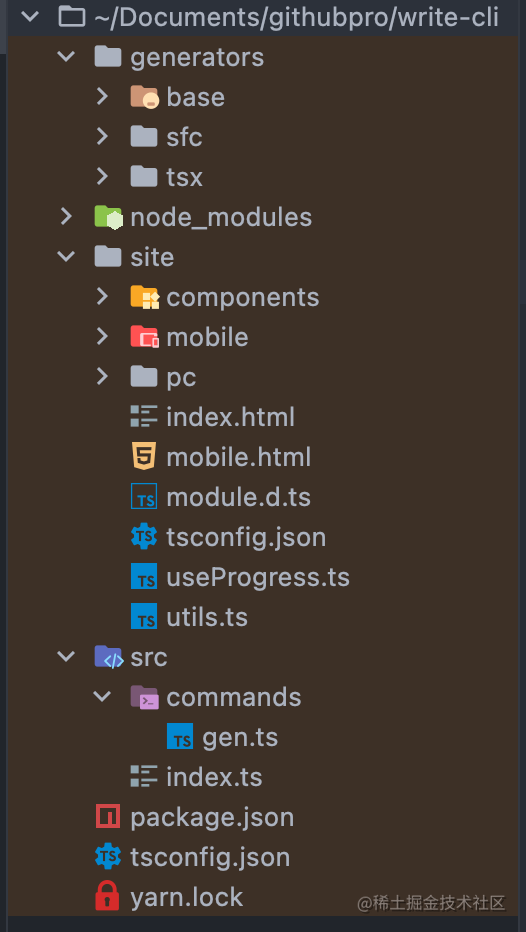 ~/Documents/githubpro/write-cli
generators
base
sfc
tsx
node_modules
site
components
mobile
pc
index.html
mobile.html
module.d.ts
tsconfig.json
useProgress.ts
utils.ts
src
commands
gen.ts
index.ts
package.json
tsconfig.json
yarn.lock
@稀土掘金技术社区